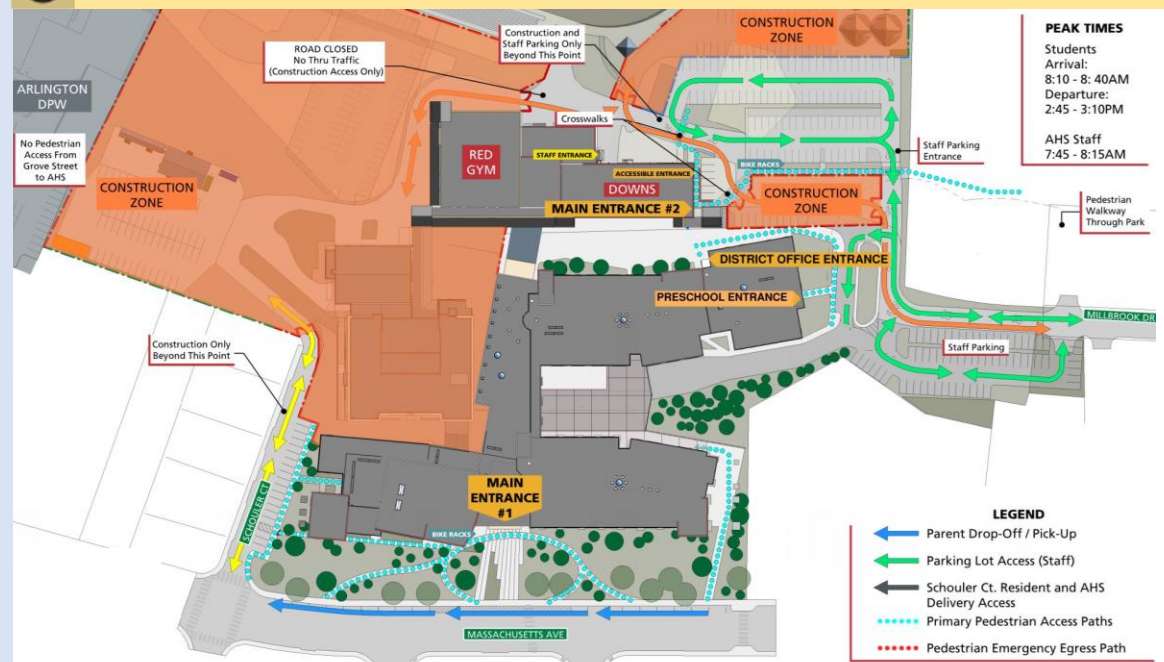 Construction and
Staff Parking Only
Beyond This Point
CONSTRUCTION
ZONE
PEAK TIMES
Students
Arrival:
8:10 - 8: 40AM
Departure:
2:45 - 3:10PM
AHS Staff
7:45 - 8:15AM
ROAD CLOSED
No Thru Traffic
(Construction Access Only)
ARLINGTON
DPW
No Pedestrian
Access From
Grove Street
to AHS
CONSTRUCTION
ZONE
Crosswalks
RED
GYM
STAFF ENTRANCE
ACCESSIBLE ENTRANCE
DOWNS
MAIN ENTRANCE #2
BIKE RACKS
CONSTRUCTION
ZONE
Staff Parking
Entrance
Pedestrian
Walkway
Through Park
DISTRICT OFFICE ENTRANCE
PRESCHOOL ENTRANCE
MILLBROOK DR
Staff Parking
Construction Only
Beyond This Point
SCHOULER CT
MAIN
ENTRANCE
#1
BIKE RACKS
MASSACHUSETTS AVE
LEGEND
Parent Drop-Off / Pick-Up
Parking Lot Access (Staff)
Schouler Ct. Resident and AHS
Delivery Access
Primary Pedestrian Access Paths
Pedestrian Emergency Egress Path